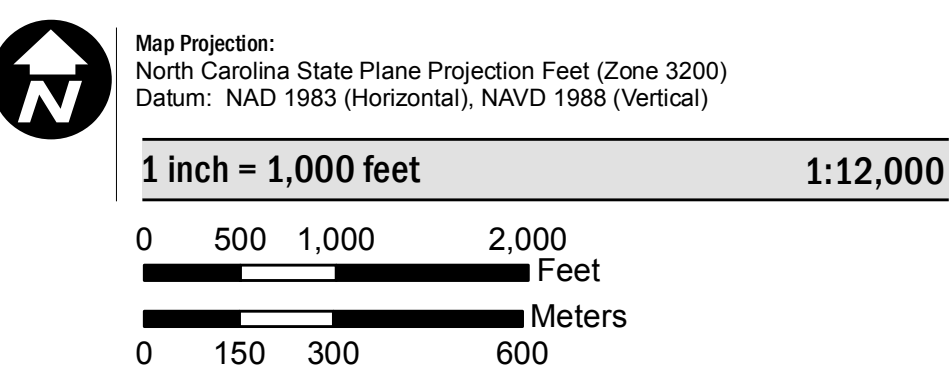 N
Map Projection:
North Carolina State Plane Projection Feet (Zone 3200)
Datum: NAD 1983 (Horizontal), NAVD 1988 (Vertical)
1 inch = 1,000 feet 1:12,000
0 500 1,000 2,000
Feet
Meters
0 150 300 600